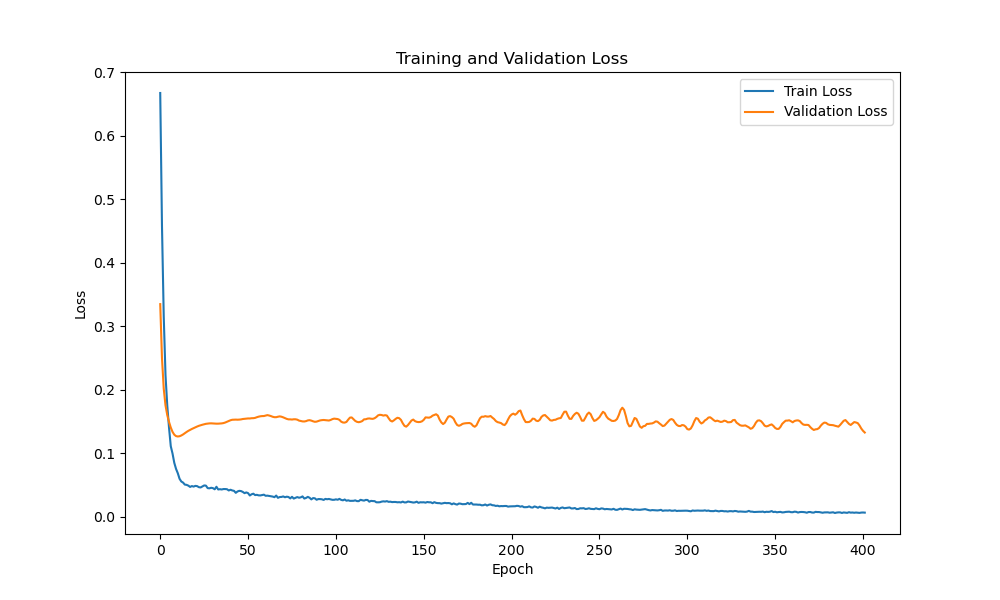 Training and Validation Loss
Train Loss
Validation Loss
0.7
0.6
0.5
0.4
0.3
0.2
0.1
0.0
Loss
0 50 100 150 200 250 300 350 400
Epoch